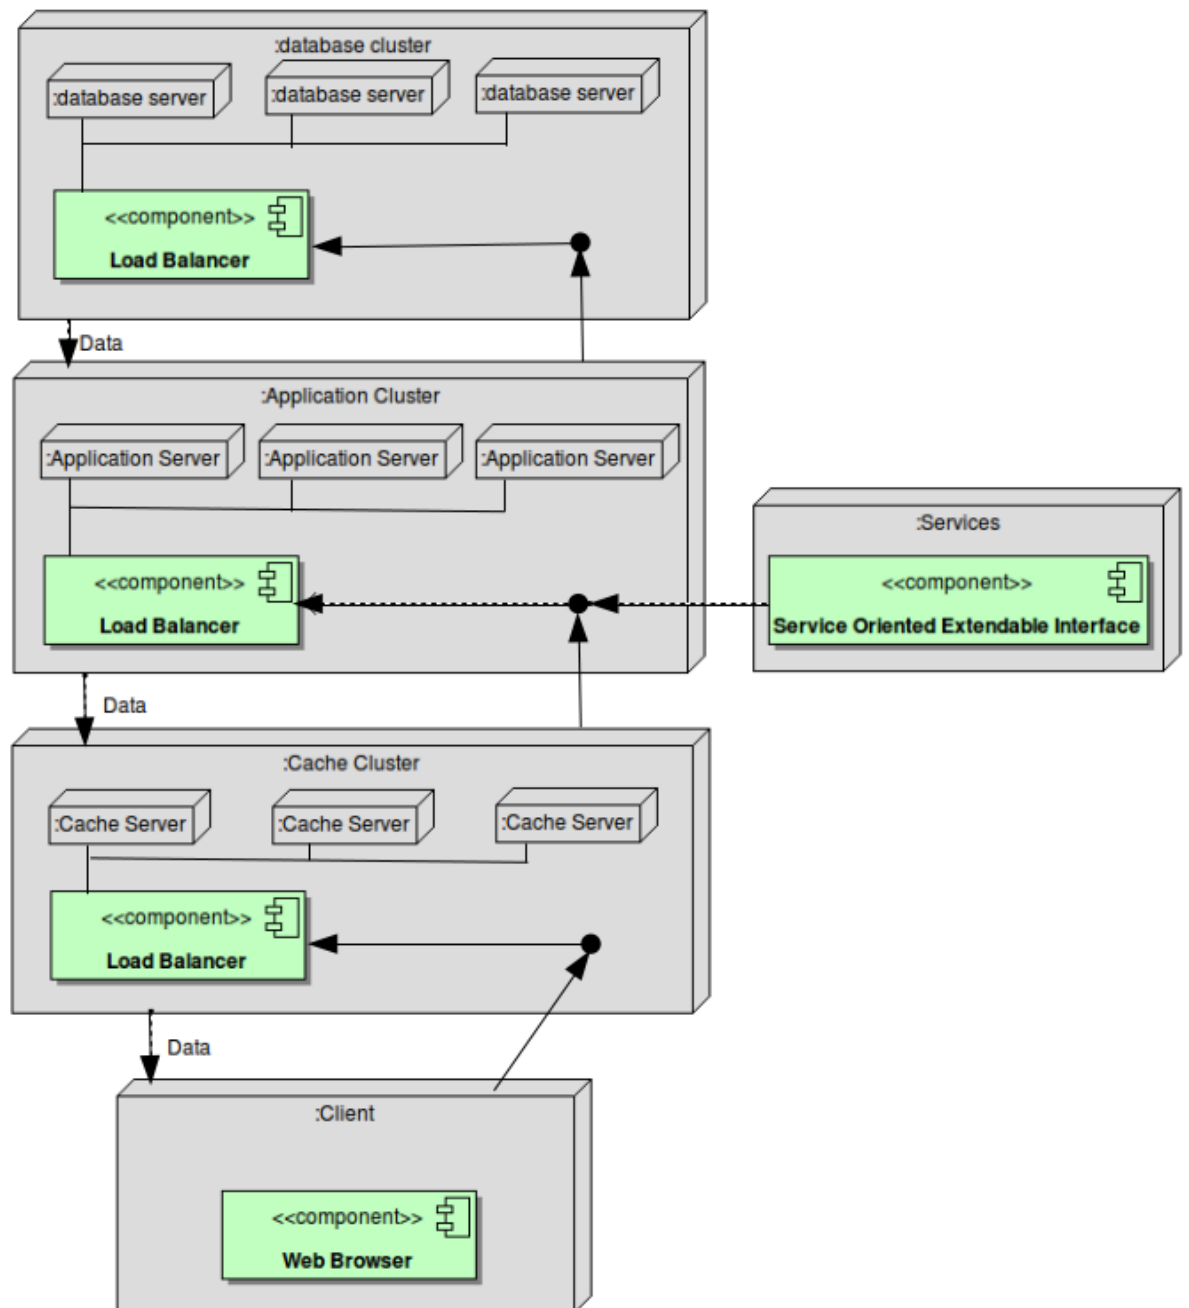 :database cluster
:database server
:database server
:database server
<<component>>
Load Balancer
Data
:Application Cluster
:Application Server
:Application Server
:Application Server
<<component>>
Load Balancer
:Services
<<component>>
Service Oriented Extendable Interface
Data
:Cache Cluster
:Cache Server
:Cache Server
:Cache Server
<<component>>
Load Balancer
Data
:Client
<<component>>
Web Browser